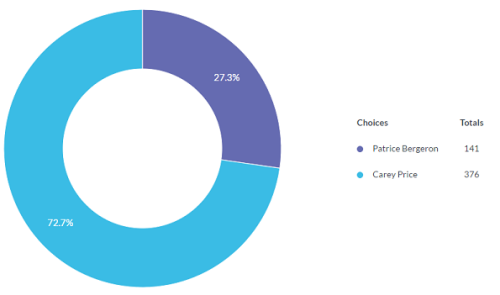 27.3%
Choices Totals
Patrice Bergeron 141
Carey Price 376
72.7%